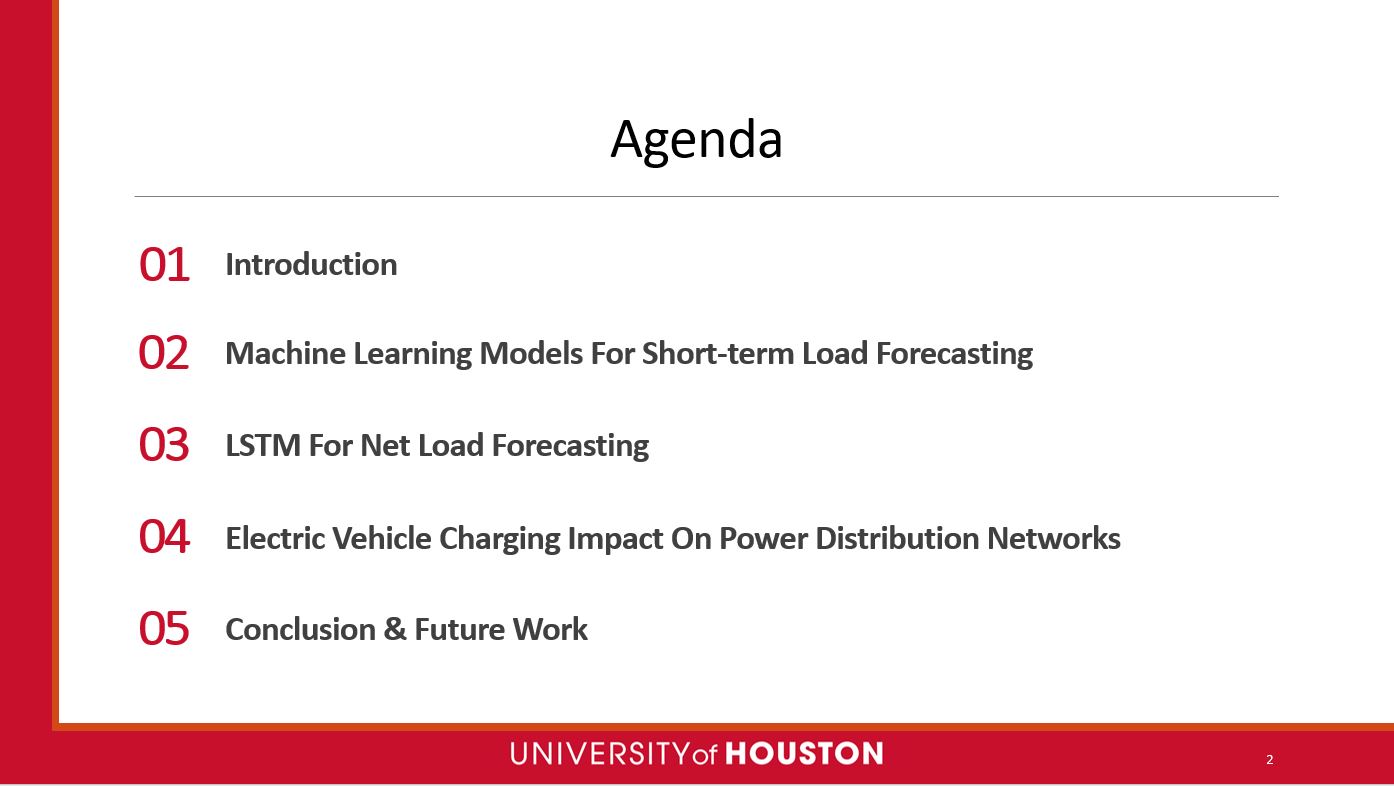 Agenda
01 Introduction
02 Machine Learning Models For Short-term Load Forecasting
03 LSTM For Net Load Forecasting
04 Electric Vehicle Charging Impact On Power Distribution Networks
05 Conclusion & Future Work
UNIVERSITY of HOUSTON
2